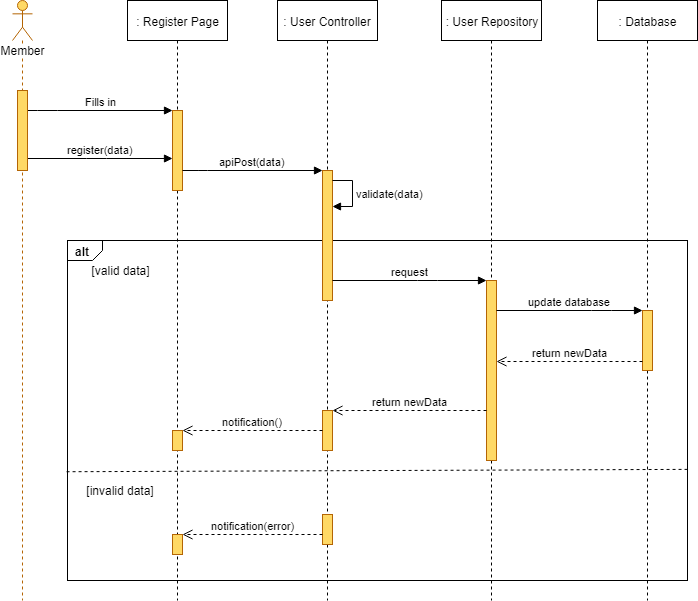 Member
: Register Page
: User Controller
: User Repository
: Database
Fills in
register(data)
apiPost(data)
validate(data)
alt
[valid data]
request
update database
return newData
return newData
notification()
[invalid data]
notification(error)